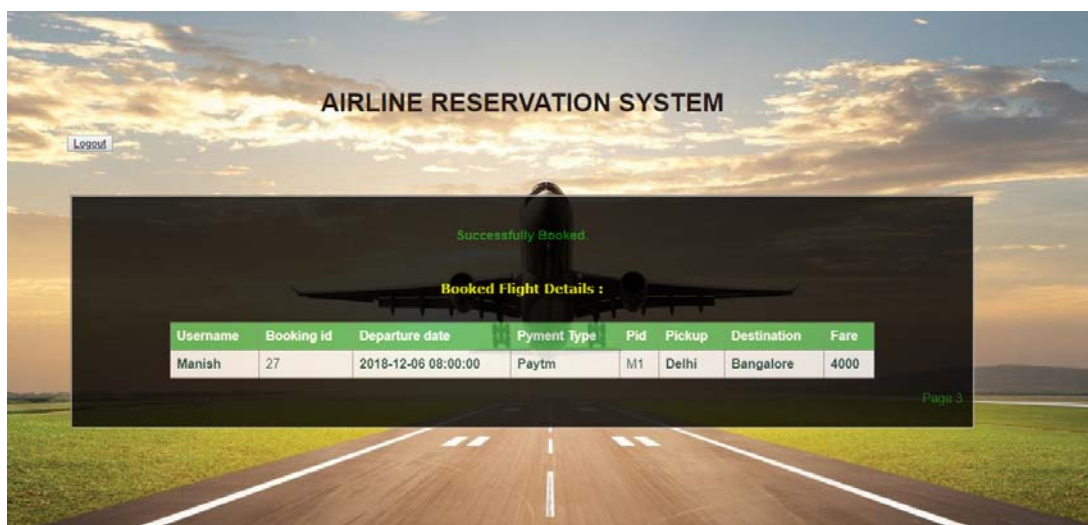 AIRLINE RESERVATION SYSTEM
Logout
Successfully Booked.
Booked Flight Details :
Username Booking id Departure date Pyment Type Pid Pickup Destination Fare
Manish 27 2018-12-06 08:00:00 Paytm M1 Delhi Bangalore 4000
Page 3